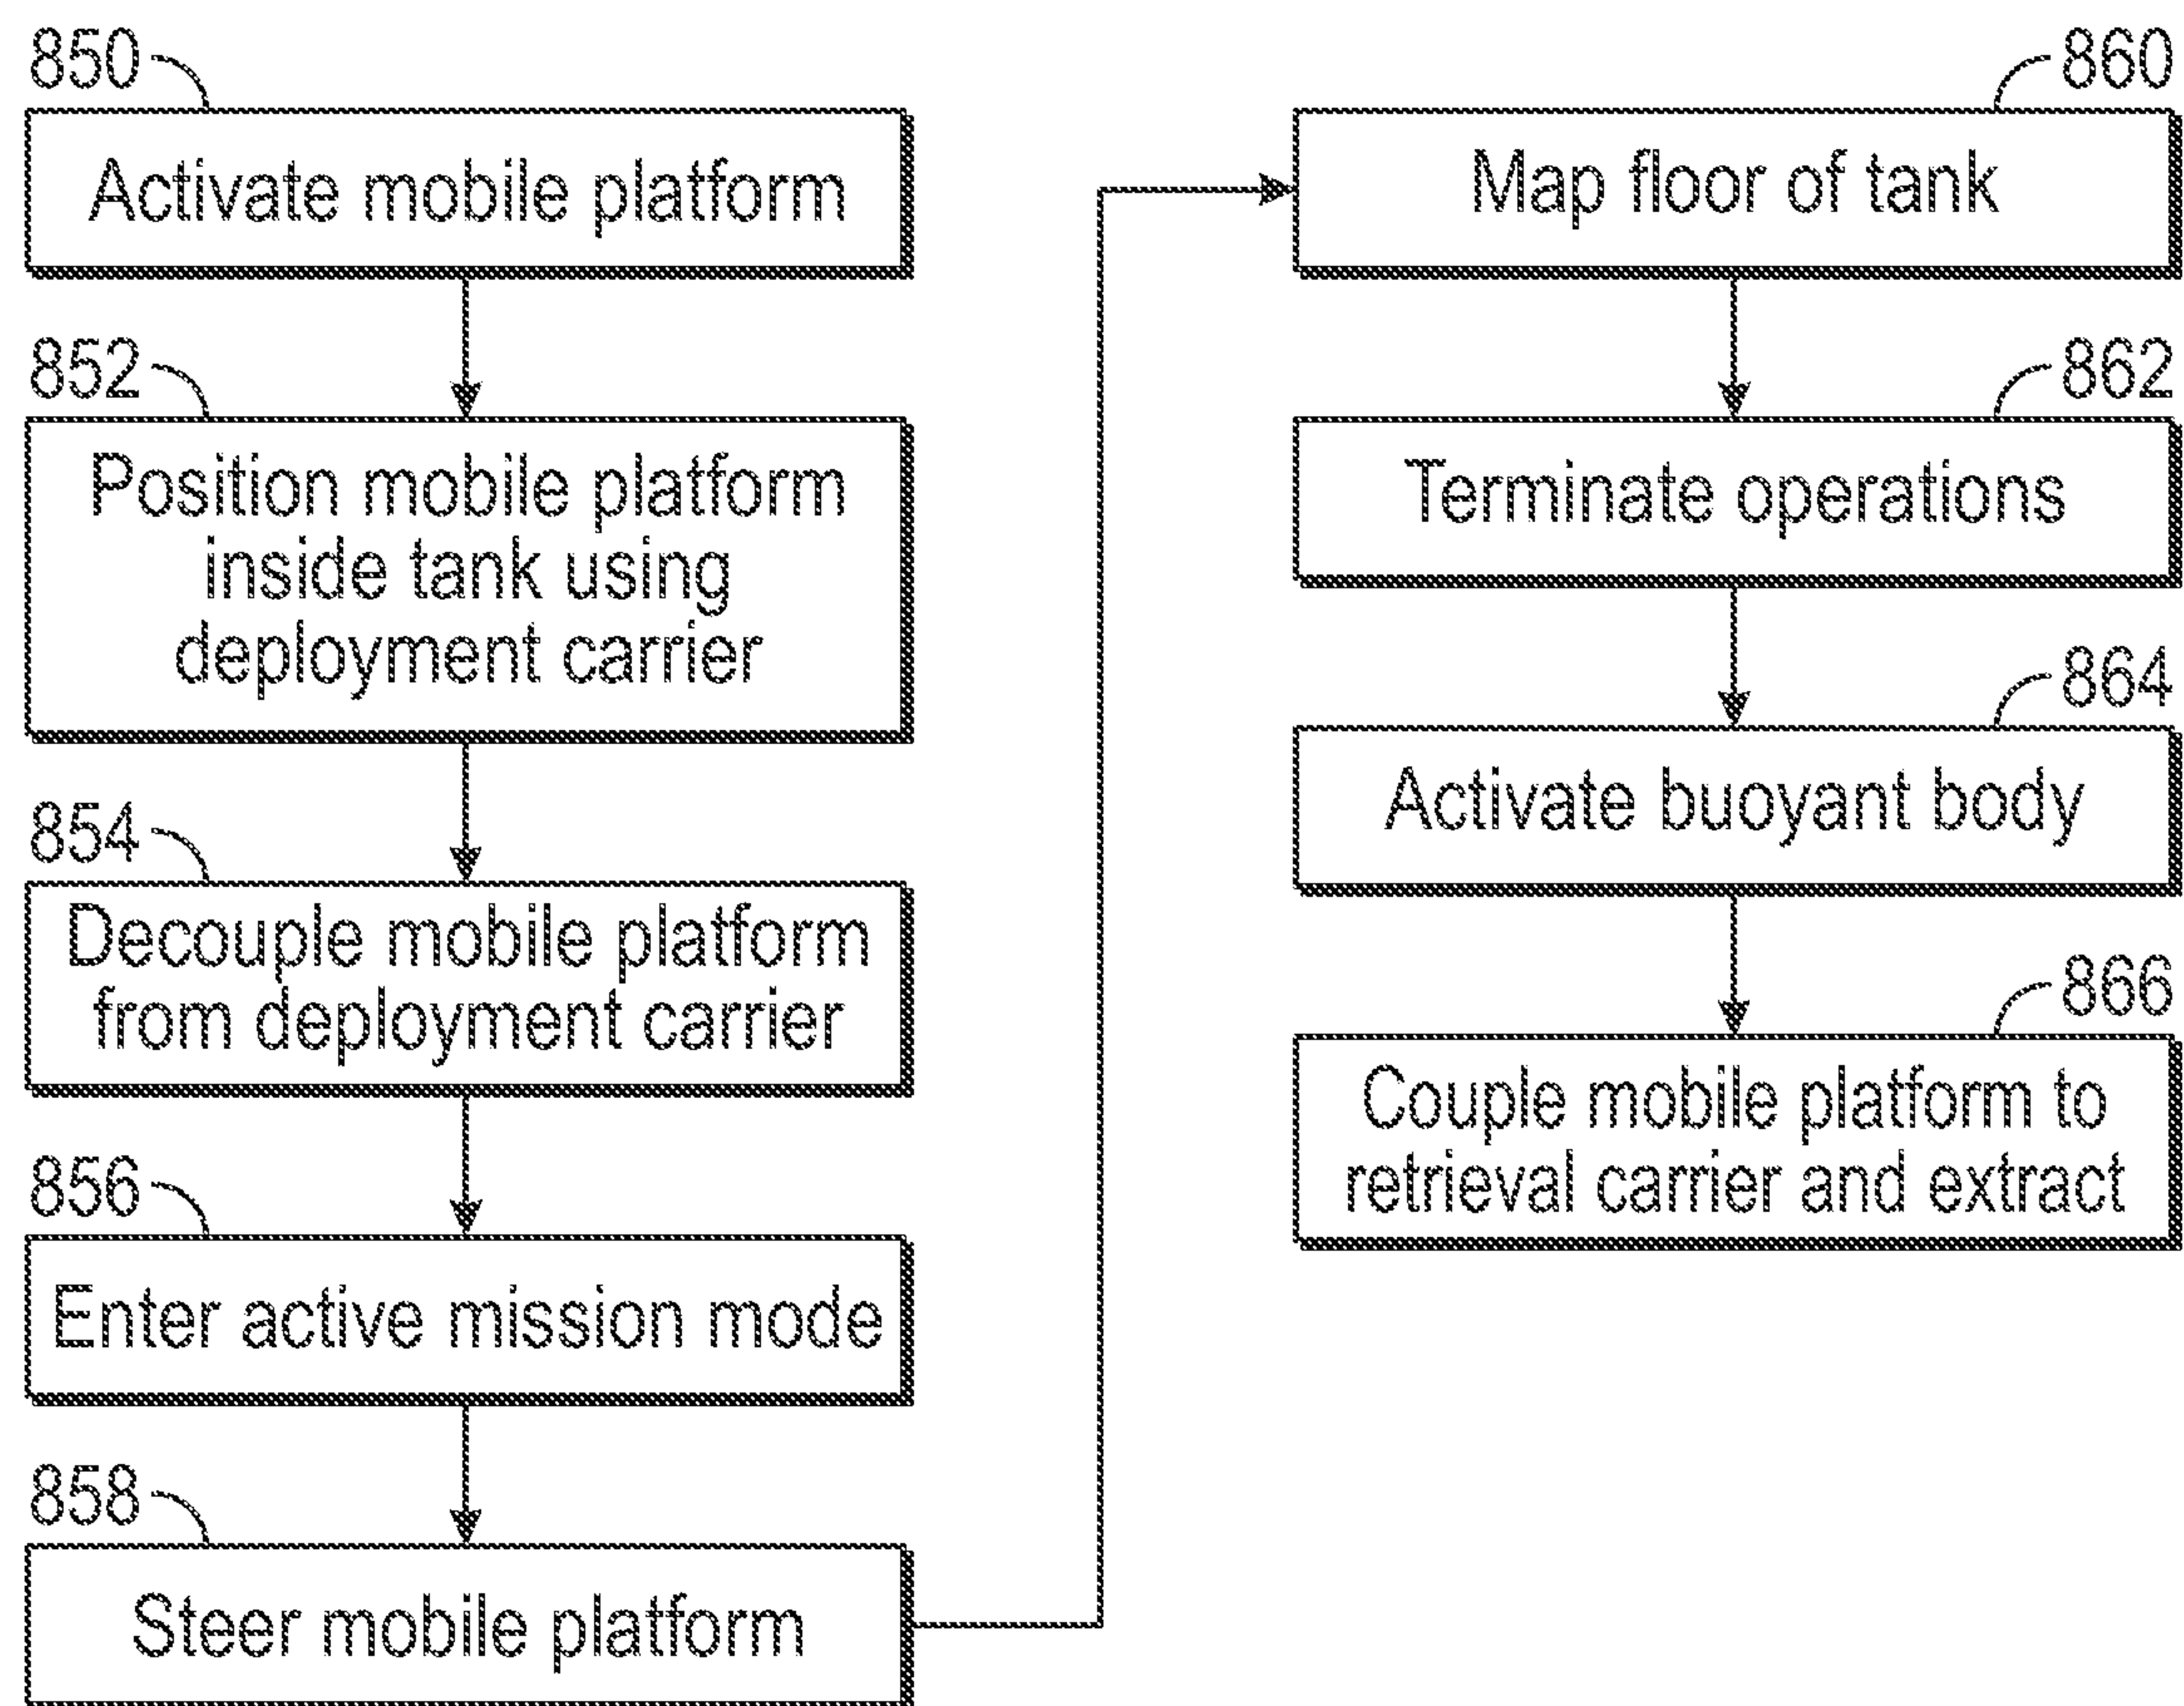 850
Activate mobile platform
852
Position mobile platform
inside tank using
deployment carrier
854
Decouple mobile platform
from deployment carrier
856
Enter active mission mode
858
Steer mobile platform
860
Map floor of tank
862
Terminate operations
864
Activate buoyant body
866
Couple mobile platform to
retrieval carrier and extract